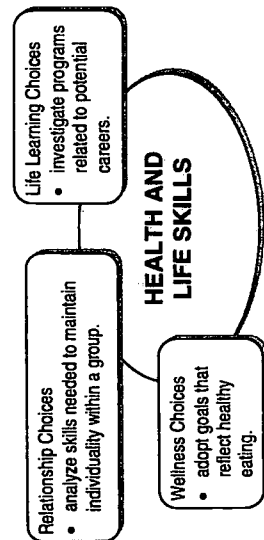 Relationship Choices
• analyze skills needed to maintain
individuality within a group.
Life Learning Choices
• investigate programs
related to potential
careers.
HEALTH AND
LIFE SKILLS
Wellness Choices
• adopt goals that
reflect healthy
eating.